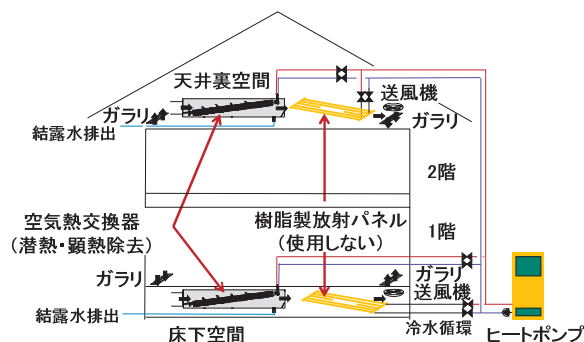 天井裏空間
送風機
ガラリ
ガラリ
結露水排出
2階
空気熱交換器
(潜熱・顕熱除去)
樹脂製放射パネル
(使用しない)
1階
ガラリ
ガラリ
送風機
結露水排出
床下空間
冷水循環
ヒートポンプ